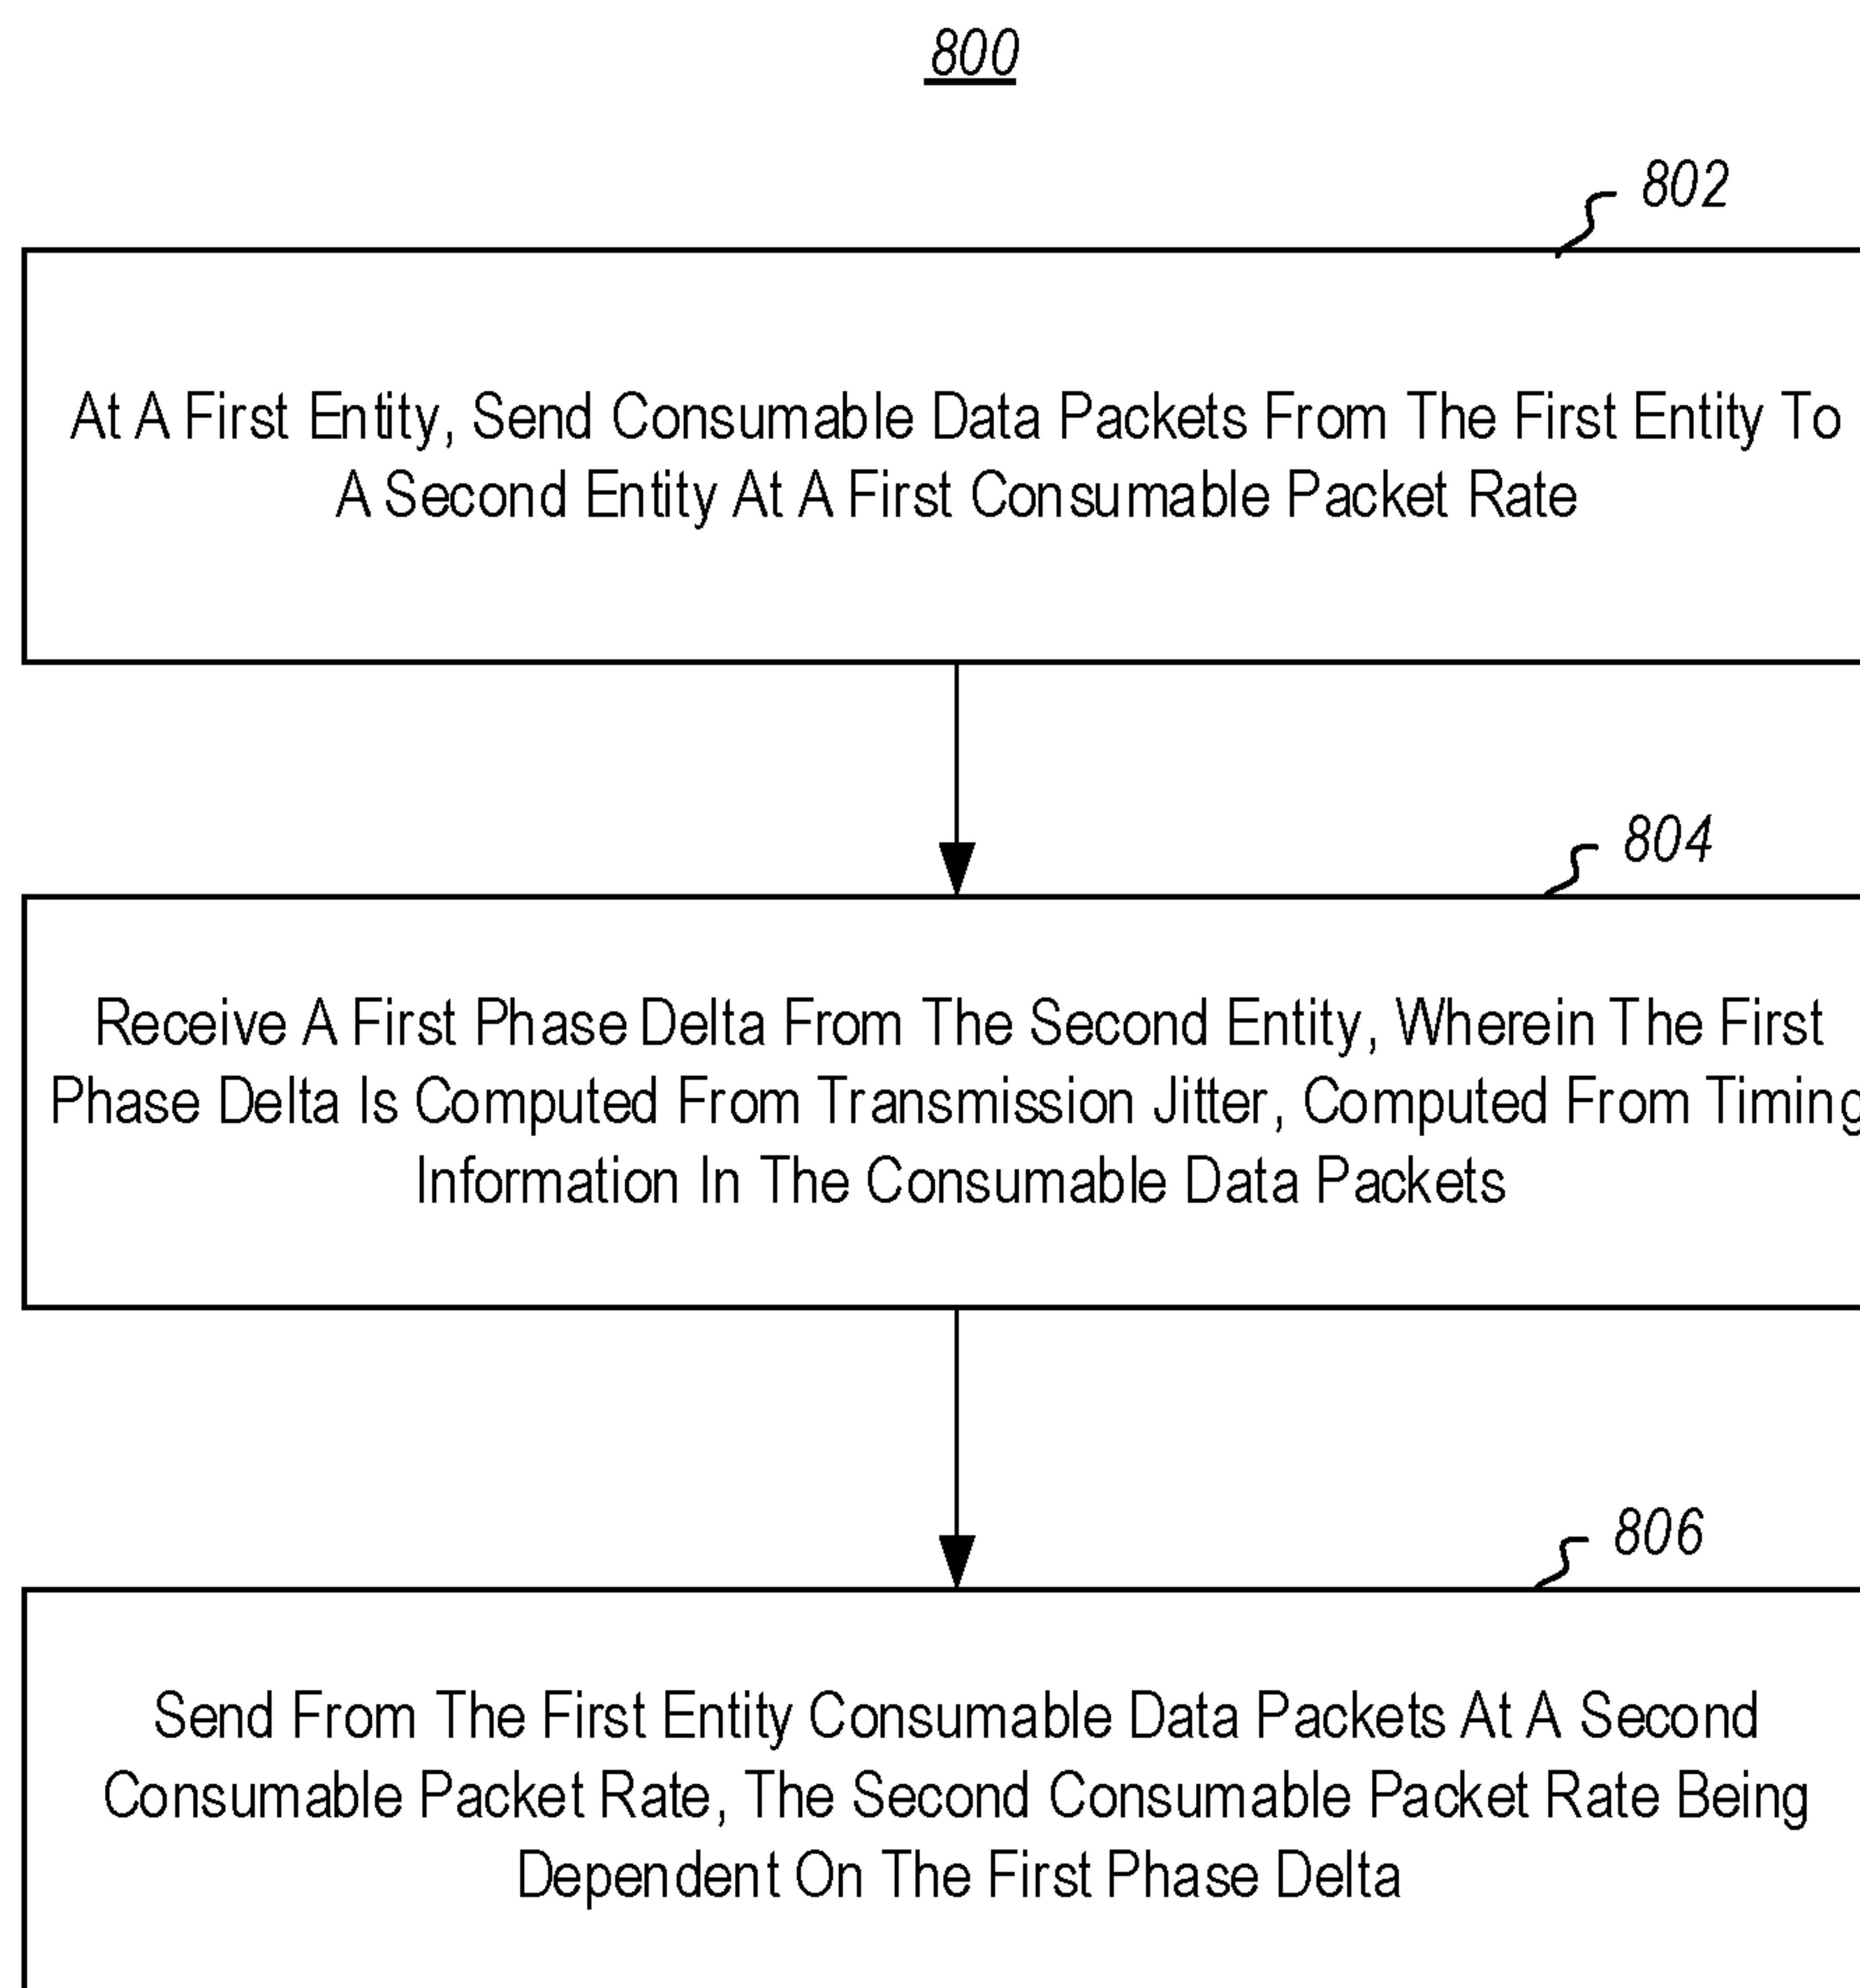 800
802
At A First Entity, Send Consumable Data Packets From The First Entity To
A Second Entity At A First Consumable Packet Rate
804
Receive A First Phase Delta From The Second Entity, Wherein The First
Phase Delta Is Computed From Transmission Jitter, Computed From Timing
Information In The Consumable Data Packets
806
Send From The First Entity Consumable Data Packets At A Second
Consumable Packet Rate, The Second Consumable Packet Rate Being
Dependent On The First Phase Delta